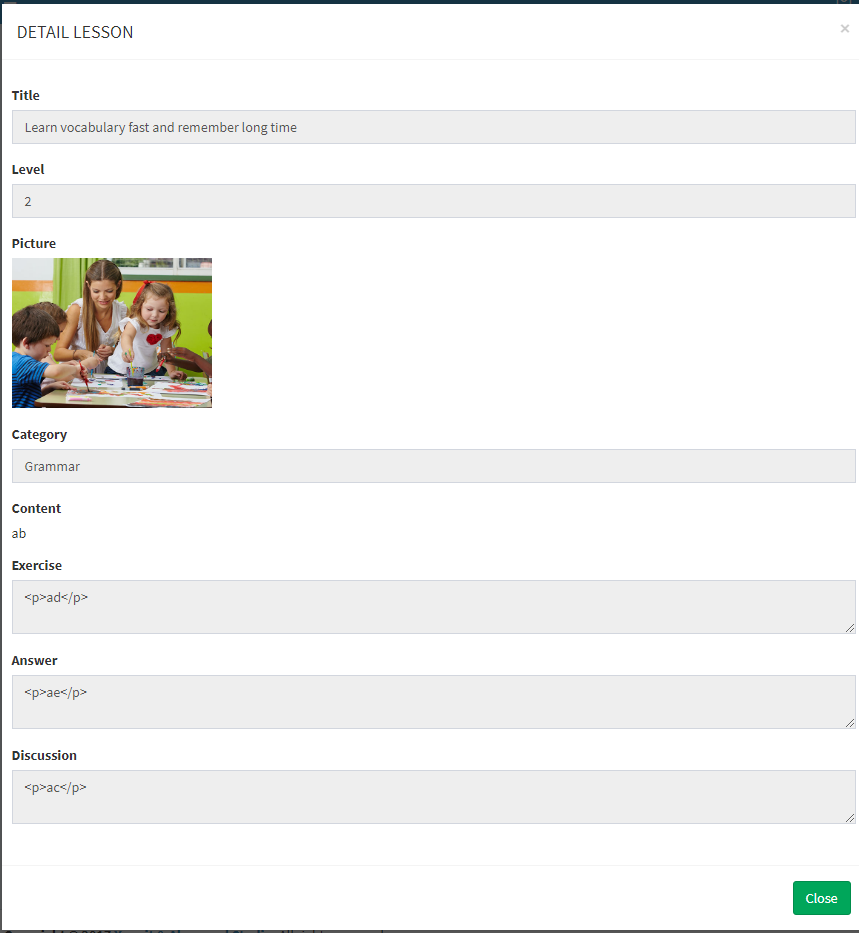 DETAIL LESSON
×
Title
Learn vocabulary fast and remember long time
Level
2
Picture
Category
Grammar
Content
ab
Exercise
<p>ad</p>
Answer
<p>ae</p>
Discussion
<p>ac</p>
Close